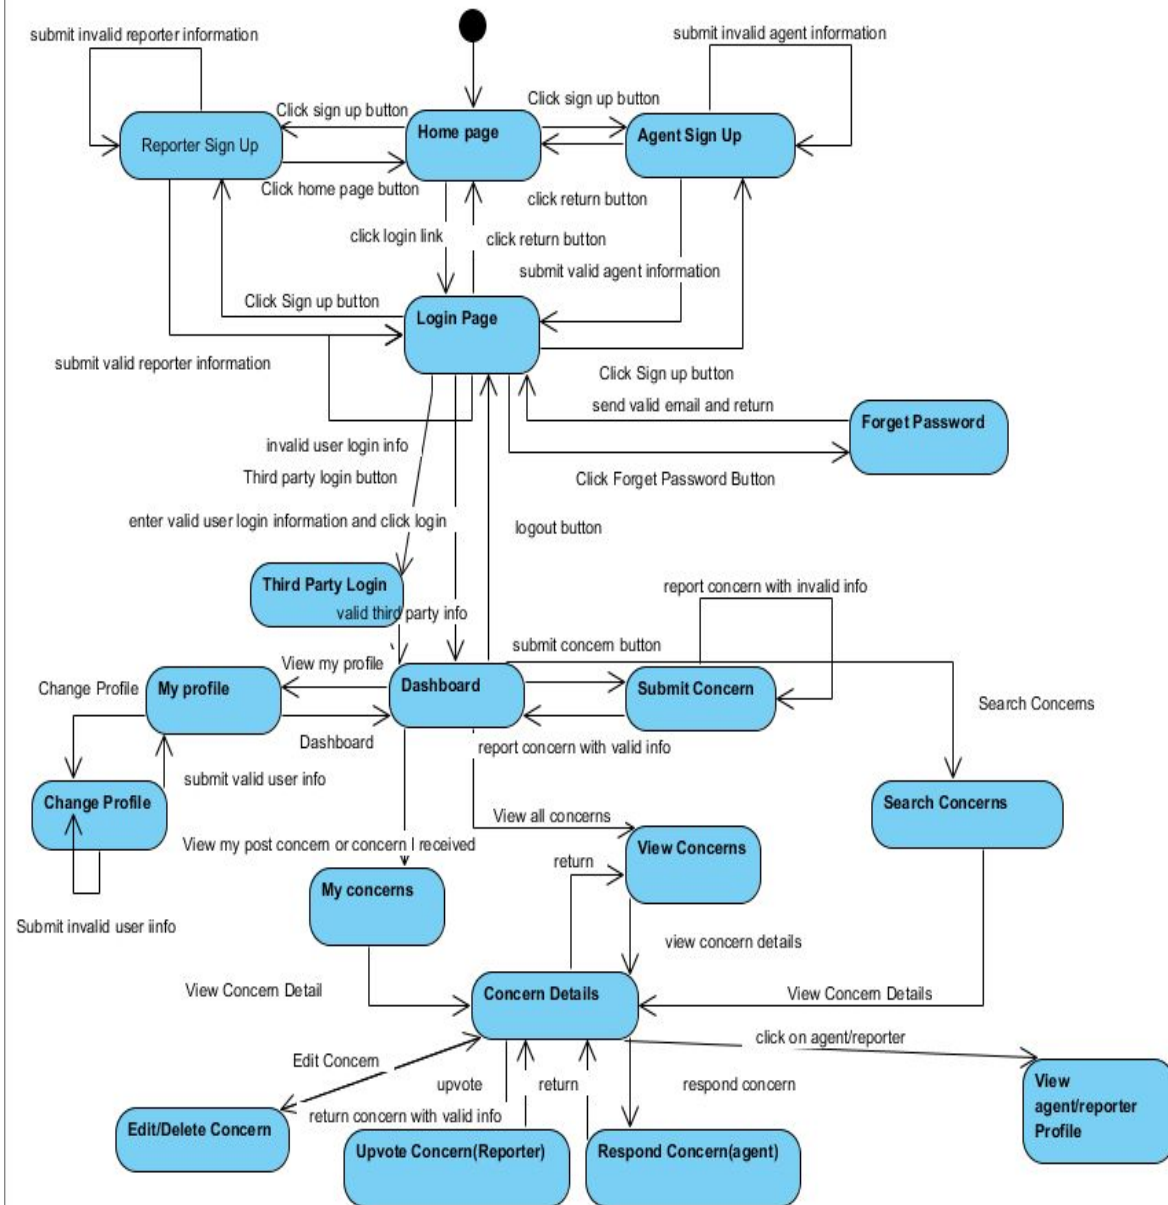 submit invalid reporter information
submit invalid agent information
Click sign up button
Click sign up button
Reporter Sign Up
Home page
Agent Sign Up
Click home page button
click return button
click login link
click return button
submit valid agent information
Click Sign up button
Login Page
submit valid reporter information
Click Sign up button
send valid email and return
Forget Password
invalid user login info
Third party login button
Click Forget Password Button
enter valid user login information and click login
logout button
Third Party Login
valid third party info
report concern with invalid info
submit concern button
View my profile
Change Profile
My profile
Dashboard
Submit Concern
Search Concerns
Dashboard
report concern with valid info
submit valid user info
Change Profile
Search Concerns
View all concerns
View my post concern or concern I received
View Concerns
return
My concerns
Submit invalid user iinfo
view concern details
View Concern Detail
Concern Details
View Concern Details
click on agent/reporter
Edit Concern
upvote
return
respond concern
return concern with valid info
View
agent/reporter
Profile
Edit/Delete Concern
Upvote Concern(Reporter)
Respond Concern(agent)